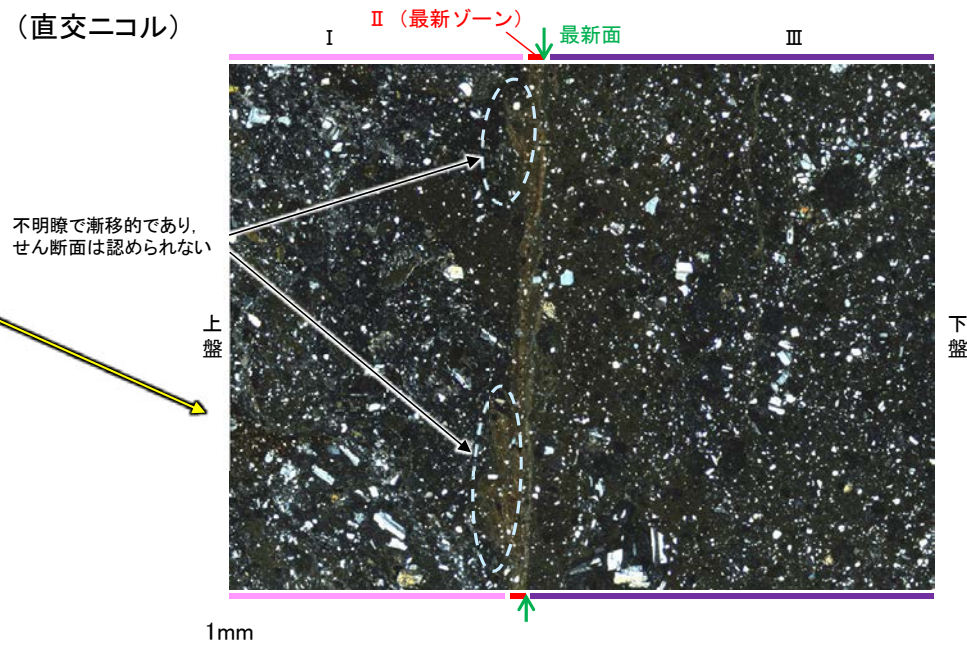 （直交ニコル）
Ⅰ
Ⅱ（最新ゾーン）
最新面
Ⅲ
不明瞭で漸移的であり，
せん断面は認められない
上盤
下盤
1mm